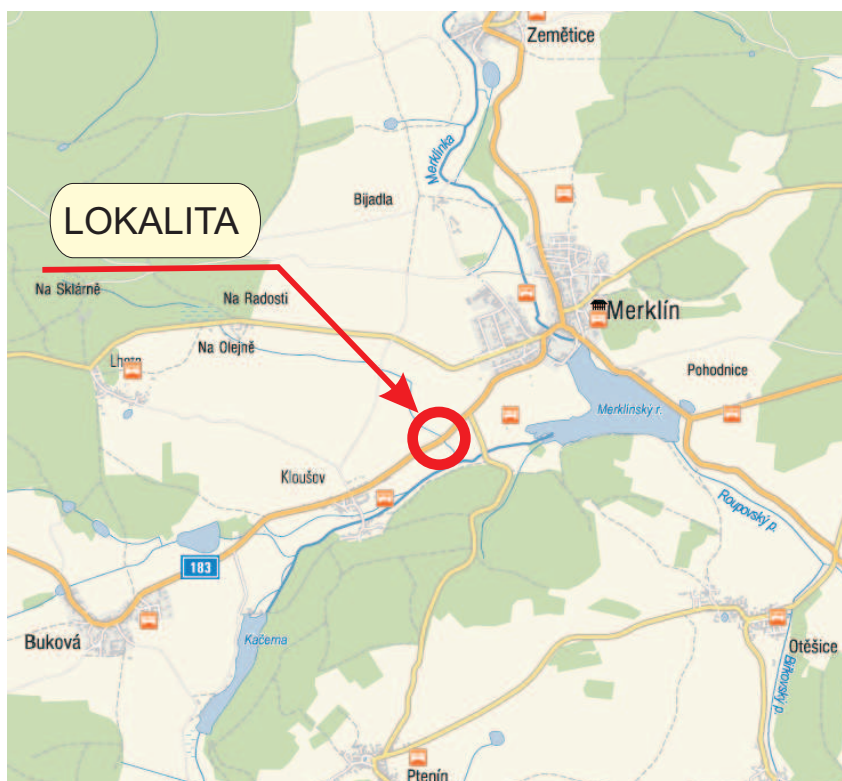 Zemětice
Merklínka
Bijadla
LOKALITA
Na Sklárně
Na Radosti
Merklín
Na Olejně
Lhota
Pohodnice
Merklínský r.
Kloušov
Roupovský p.
183
Buková
Kačerna
Otěšice
Biřkovský p.
Ptenín